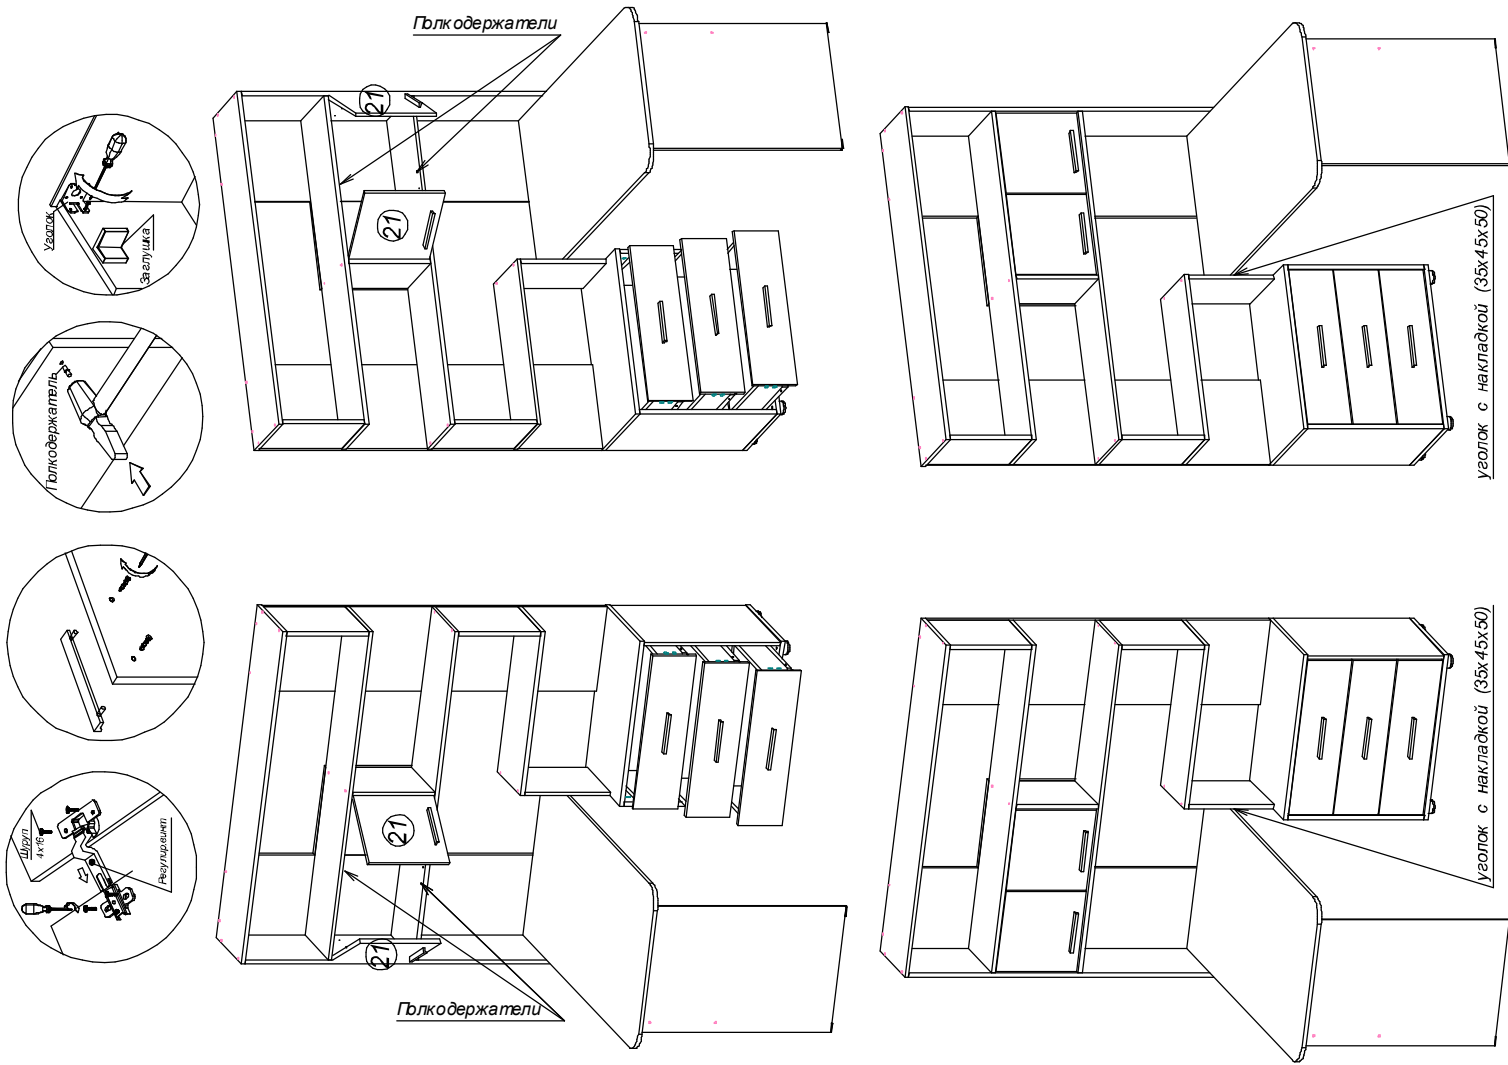 Полкодержатели
21
21
Уголок
Заглушка
уголок с накладкой (35х45х50)
Полкодержатель
21
21
Полкодержатели
Шуруп
4х16
Регулир.винт
уголок с накладкой (35х45х50)